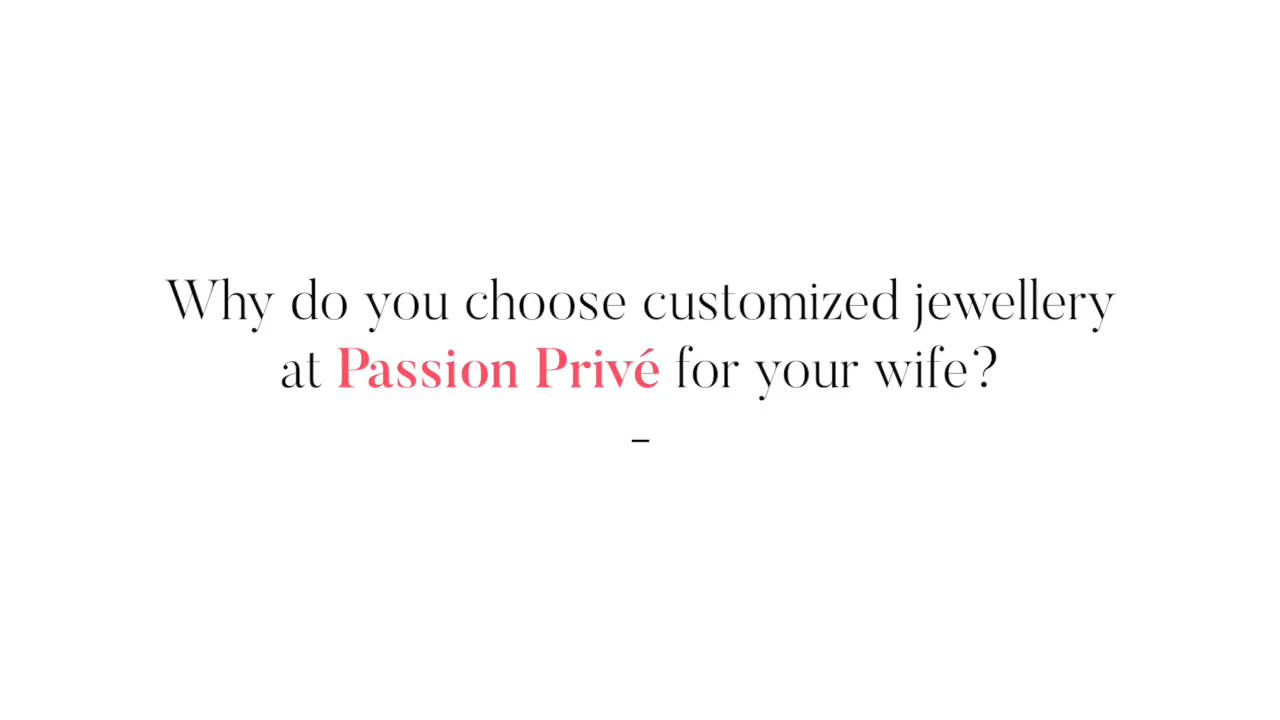 Why do you choose customized jewellery
at Passion Privé for your wife?
–